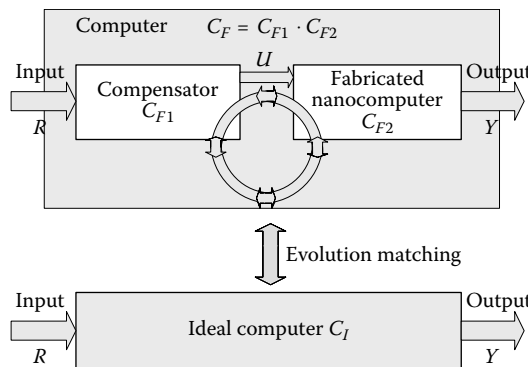 Computer C_F = C_F1 · C_F2
Input
U
Output
Compensator
C_F1
Fabricated
nanocomputer
C_F2
R
Y
Evolution matching
Input
Output
Ideal computer C_I
R
Y